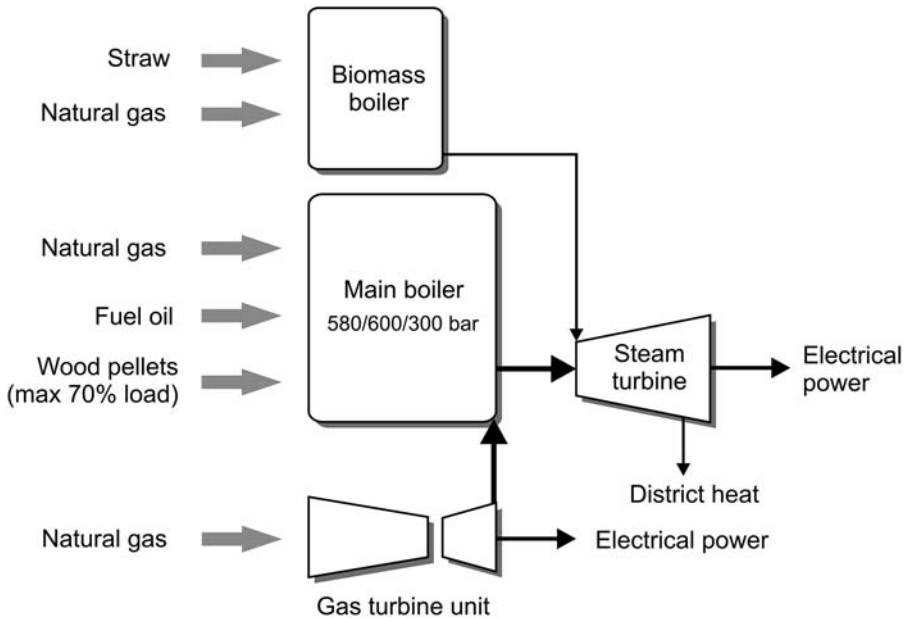 Straw
Natural gas
Biomass
boiler
Natural gas
Fuel oil
Wood pellets
(max 70% load)
Main boiler
580/600/300 bar
Steam
turbine
Electrical
power
District heat
Natural gas
Electrical power
Gas turbine unit